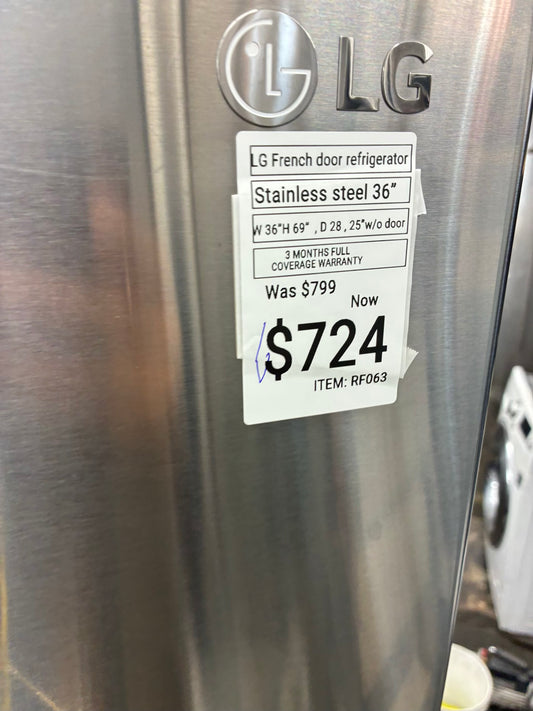 LG
LG French door refrigerator
Stainless steel 36”
W 36"H 69" , D 28 , 25"w/o door
3 MONTHS FULL
COVERAGE WARRANTY
Was $799
Now
$724
ITEM: RF063